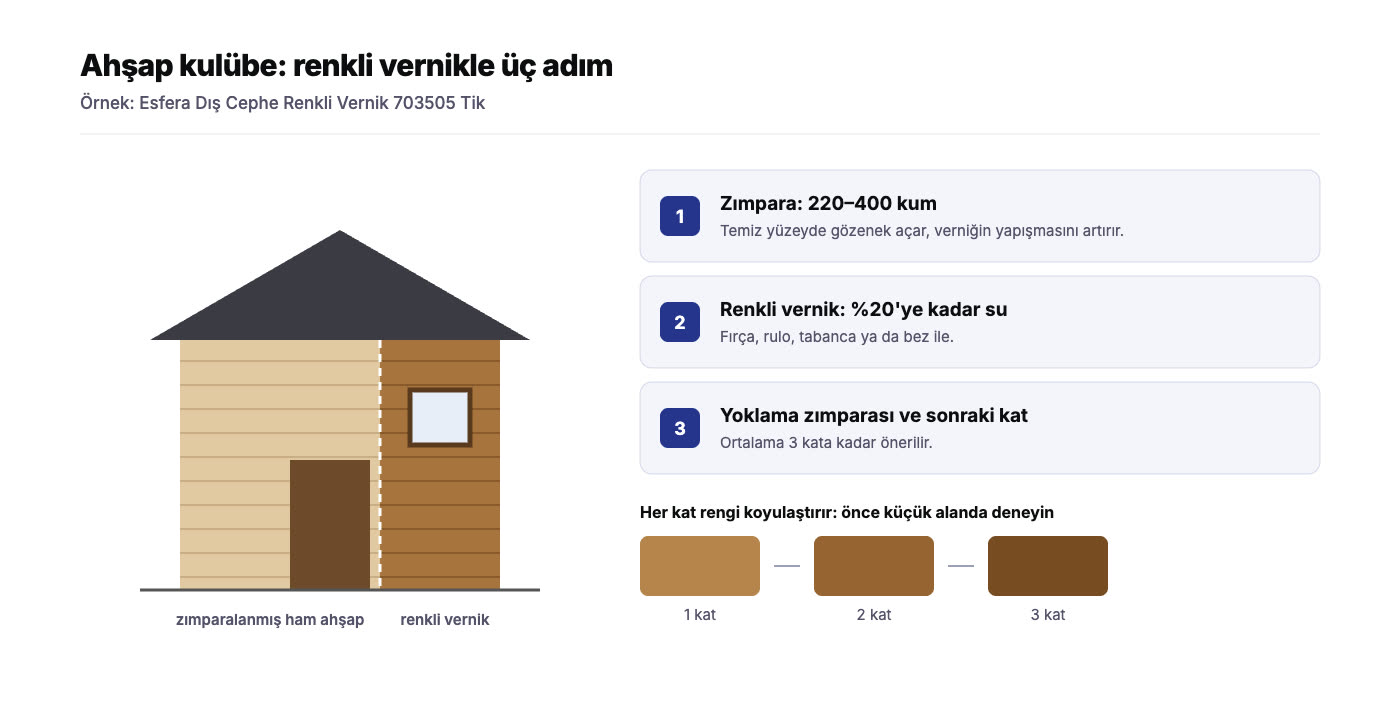 Ahşap kulübe: renkli vernikle üç adım
Örnek: Esfera Dış Cephe Renkli Vernik 703505 Tik
zımparalanmış ham ahşap
renkli vernik
1
Zımpara: 220–400 kum
Temiz yüzeyde gözenek açar, verniğin yapışmasını artırır.
2
Renkli vernik: %20'ye kadar su
Fırça, rulo, tabanca ya da bez ile.
3
Yoklama zımparası ve sonraki kat
Ortalama 3 kata kadar önerilir.
Her kat rengi koyulaştırır: önce küçük alanda deneyin
1 kat
2 kat
3 kat